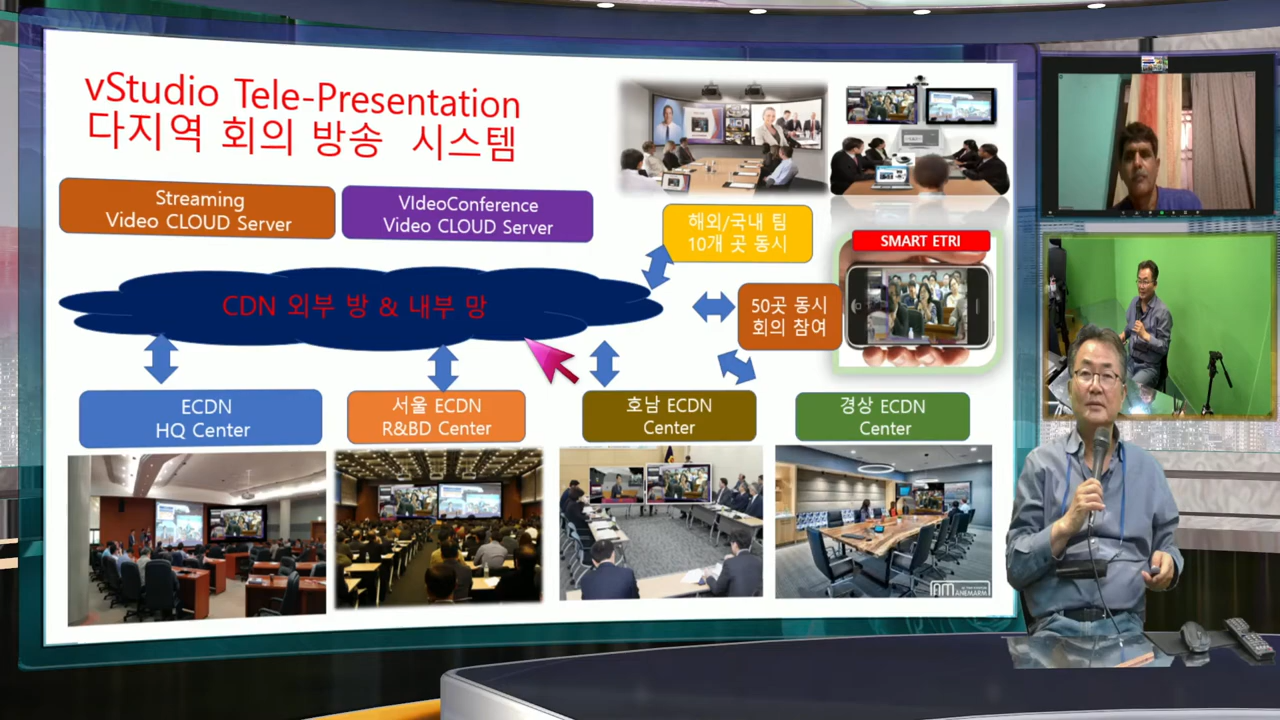 vStudio Tele-Presentation
다지역 회의 방송 시스템
Streaming
Video CLOUD Server
VIdeoConference
Video CLOUD Server
해외/국내 팀
10개 곳 동시
SMART ETRI
CDN 외부 방 & 내부 망
50곳 동시
회의 참여
ECDN
HQ Center
서울 ECDN
R&BD Center
호남 ECDN
Center
경상 ECDN
Center
AM
ANEMARM